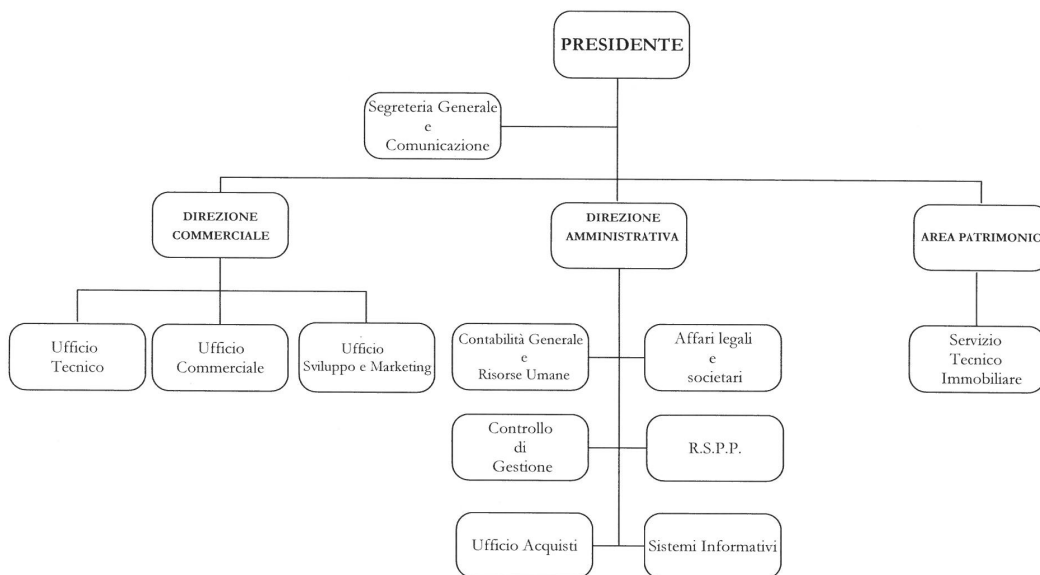 PRESIDENTE
Segreteria Generale
e
Comunicazione
DIREZIONE
COMMERCIALE
DIREZIONE
AMMINISTRATIVA
AREA PATRIMONIO
Ufficio
Tecnico
Ufficio
Commerciale
Ufficio
Sviluppo e Marketing
Contabilità Generale
e
Risorse Umane
Affari legali
e
societari
Servizio
Tecnico
Immobiliare
Controllo
di
Gestione
R.S.P.P.
Ufficio Acquisti
Sistemi Informativi